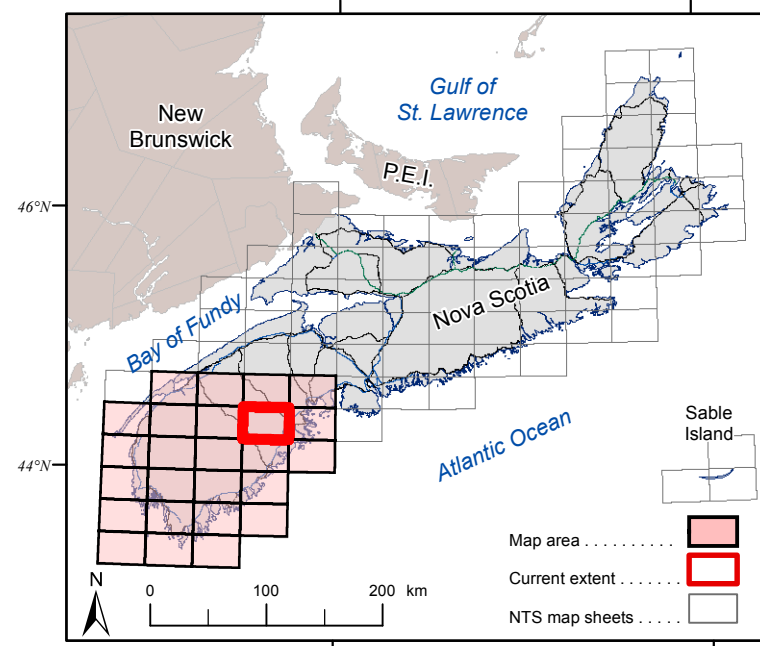 Gulf of
St. Lawrence
New
Brunswick
P.E.I.
46°N
Nova Scotia
Bay of Fundy
Sable
Island
Atlantic Ocean
44°N
Map area . . . . . . . . . .
Current extent . . . . . . .
NTS map sheets . . . . .
N
0 100 200 km